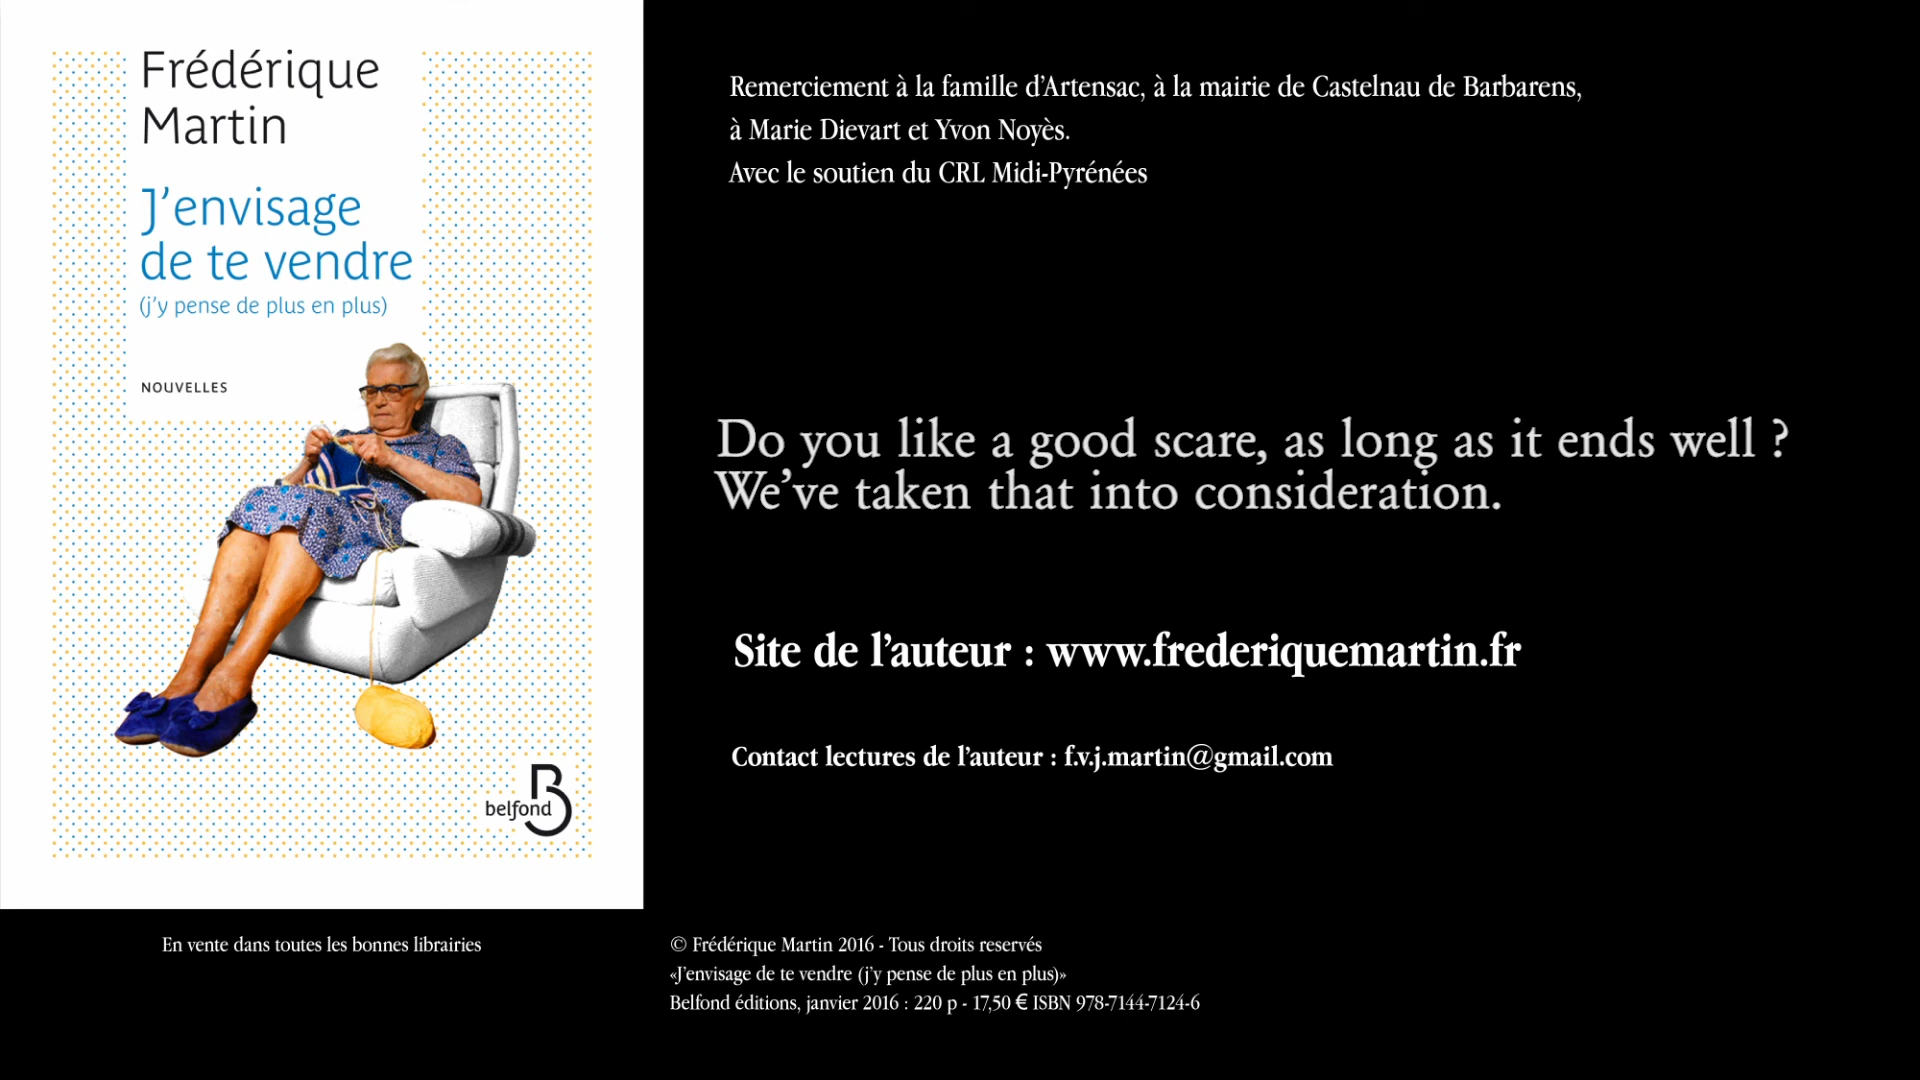 Frédérique
Martin
J'envisage
de te vendre
(j'y pense de plus en plus)
NOUVELLES
belfond
En vente dans toutes les bonnes librairies
Remerciement à la famille d'Artensac, à la mairie de Castelnau de Barbarens,
à Marie Dievart et Yvon Noyès.
Avec le soutien du CRL Midi-Pyrénées
Do you like a good scare, as long as it ends well ?
We've taken that into consideration.
Site de l'auteur : www.frederiquemartin.fr
Contact lectures de l'auteur : f.v.j.martin@gmail.com
© Frédérique Martin 2016 - Tous droits reservés
«J'envisage de te vendre (j'y pense de plus en plus)»
Belfond éditions, janvier 2016 : 220 p - 17,50 € ISBN 978-7144-7124-6